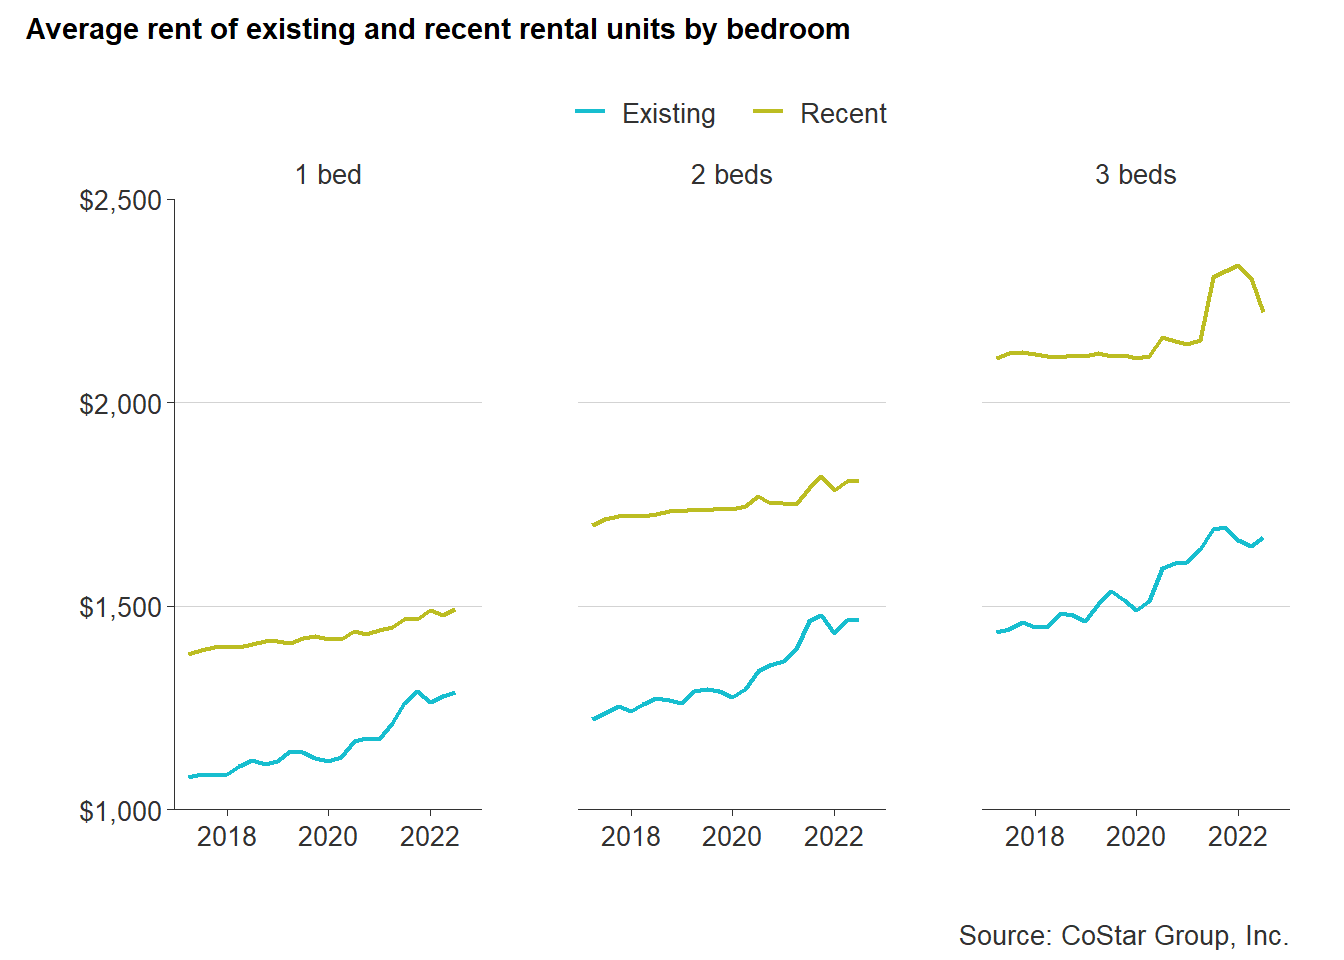 Average rent of existing and recent rental units by bedroom
Existing Recent
1 bed 2 beds 3 beds
$2,500
$2,000
$1,500
$1,000
2018 2020 2022 2018 2020 2022 2018 2020 2022
Source: CoStar Group, Inc.